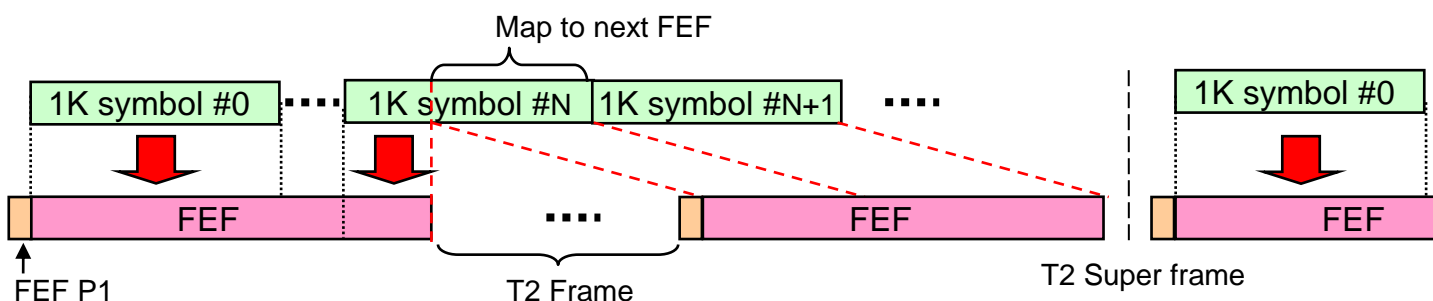 Map to next FEF
1K symbol #0
1K symbol #N
1K symbol #N+1
1K symbol #0
FEF
FEF
FEF
FEF P1
T2 Frame
T2 Super frame